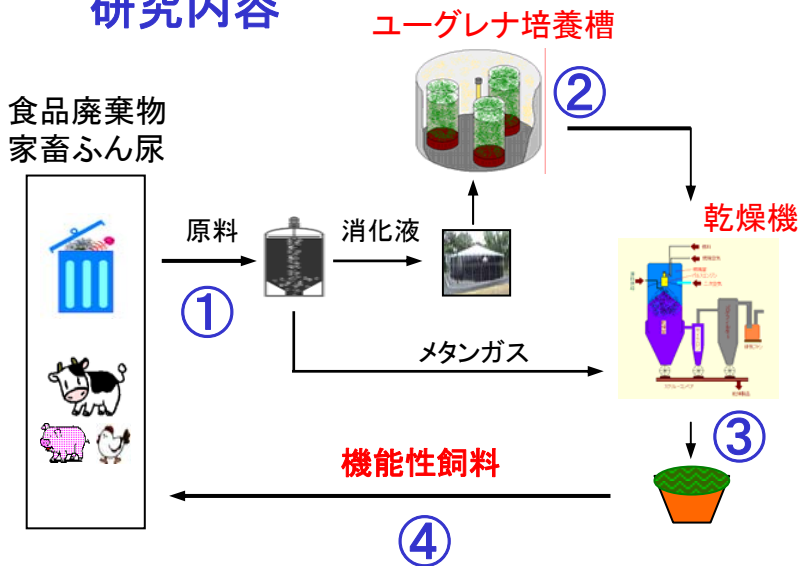 研究内容
ユーグレナ培養槽
②
食品廃棄物
家畜ふん尿
乾燥機
原料
消化液
①
メタンガス
③
機能性飼料
④